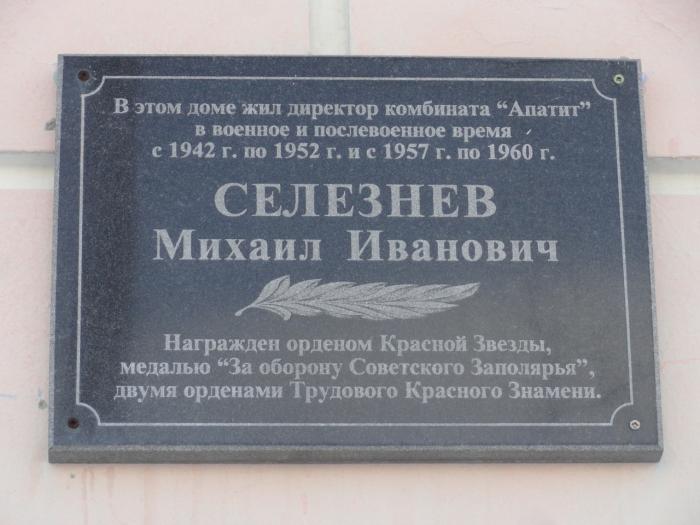 В этом доме жил директор комбината “Апатит”
в военное и послевоенное время
с 1942 г. по 1952 г. и с 1957 г. по 1960 г.
СЕЛЕЗНЕВ
Михаил Иванович
Награжден орденом Красной Звезды,
медалью “За оборону Советского Заполярья”,
двумя орденами Трудового Красного Знамени.